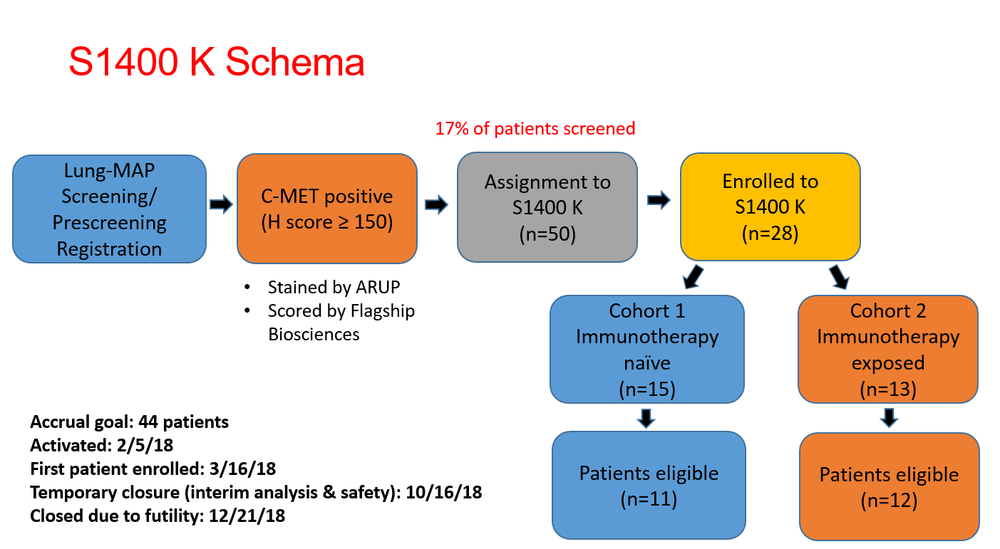 S1400 K Schema
17% of patients screened
Lung-MAP
Screening/
Prescreening
Registration
C-MET positive
(H score ≥ 150)
Assignment to
S1400 K
(n=50)
Enrolled to
S1400 K
(n=28)
• Stained by ARUP
• Scored by Flagship
Biosciences
Cohort 1
Immunotherapy
naïve
(n=15)
Cohort 2
Immunotherapy
exposed
(n=13)
Patients eligible
(n=11)
Patients eligible
(n=12)
Accrual goal: 44 patients
Activated: 2/5/18
First patient enrolled: 3/16/18
Temporary closure (interim analysis & safety): 10/16/18
Closed due to futility: 12/21/18